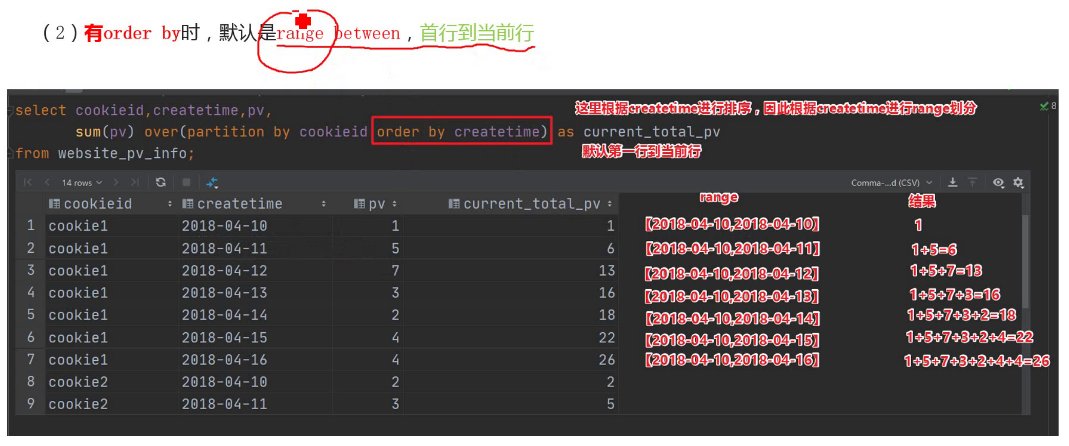 （2）有order by时，默认是range between，首行到当前行
select cookieid,createtime,pv,
这里根据createtime进行排序，因此根据createtime进行range划分
8
sum(pv) over(partition by cookieid order by createtime) as current_total_pv
from website_pv_info;
默认第一行到当前行
14 rows
Comma-...d (CSV)
cookieid createtime pv current_total_pv range 结果
1 cookie1 2018-04-10 1 1 【2018-04-10,2018-04-10】 1
2 cookie1 2018-04-11 5 6 【2018-04-10,2018-04-11】 1+5=6
3 cookie1 2018-04-12 7 13 【2018-04-10,2018-04-12】 1+5+7=13
4 cookie1 2018-04-13 3 16 【2018-04-10,2018-04-13】 1+5+7+3=16
5 cookie1 2018-04-14 2 18 【2018-04-10,2018-04-14】 1+5+7+3+2=18
6 cookie1 2018-04-15 4 22 【2018-04-10,2018-04-15】 1+5+7+3+2+4=22
7 cookie1 2018-04-16 4 26 【2018-04-10,2018-04-16】 1+5+7+3+2+4+4=26
8 cookie2 2018-04-10 2 2
9 cookie2 2018-04-11 3 5